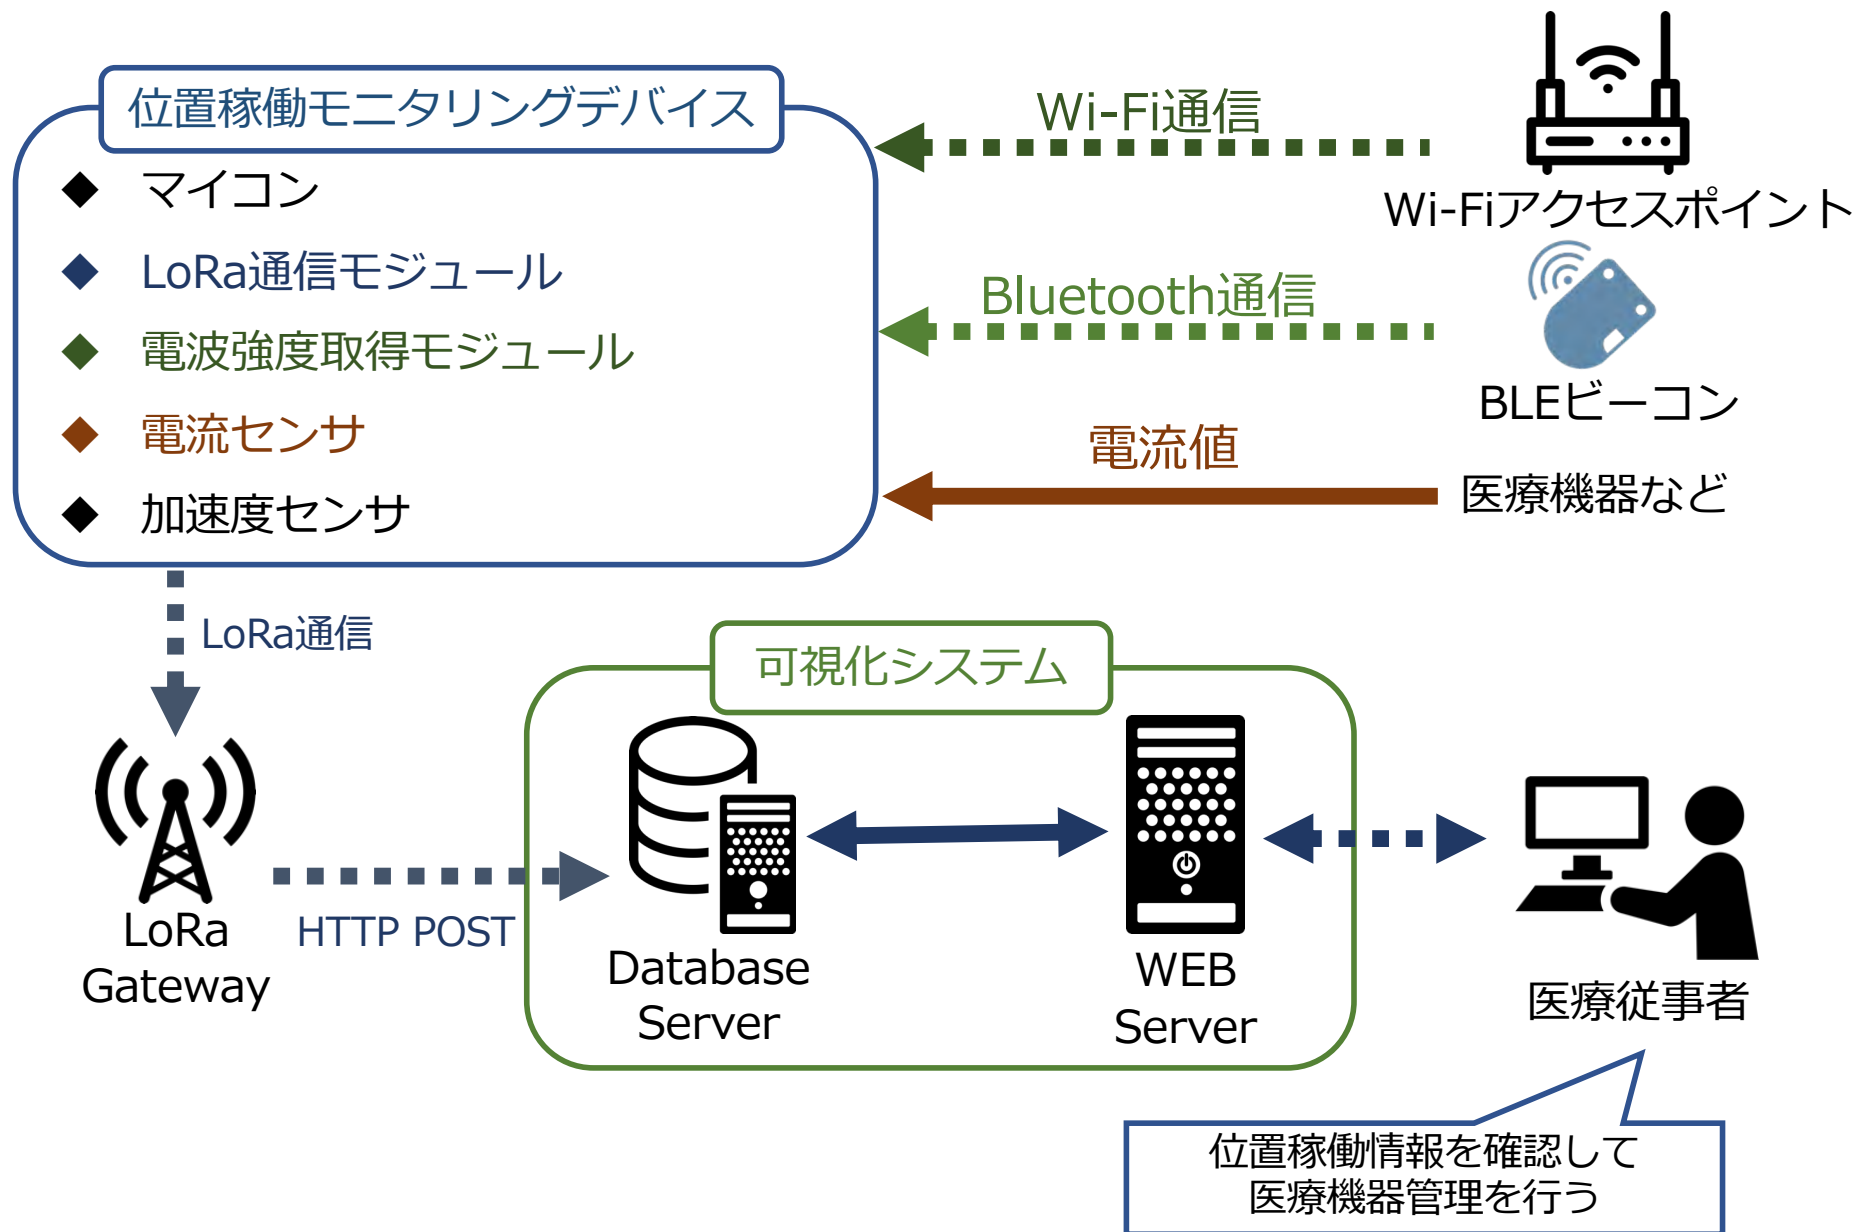 位置稼働モニタリングデバイス
◆ マイコン
◆ LoRa通信モジュール
◆ 電波強度取得モジュール
◆ 電流センサ
◆ 加速度センサ
Wi-Fi通信
Wi-Fiアクセスポイント
Bluetooth通信
BLEビーコン
電流値
医療機器など
LoRa通信
LoRa
Gateway
HTTP POST
可視化システム
Database
Server
WEB
Server
医療従事者
位置稼働情報を確認して
医療機器管理を行う